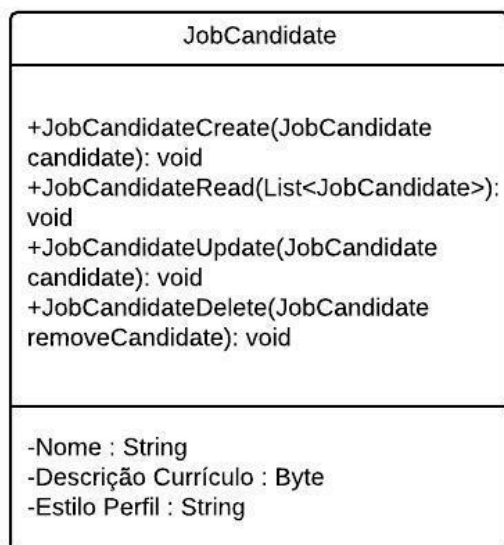 JobCandidate
+JobCandidateCreate(JobCandidate
candidate): void
+JobCandidateRead(List<JobCandidate>):
void
+JobCandidateUpdate(JobCandidate
candidate): void
+JobCandidateDelete(JobCandidate
removeCandidate): void
-Nome : String
-Descrição Currículo : Byte
-Estilo Perfil : String